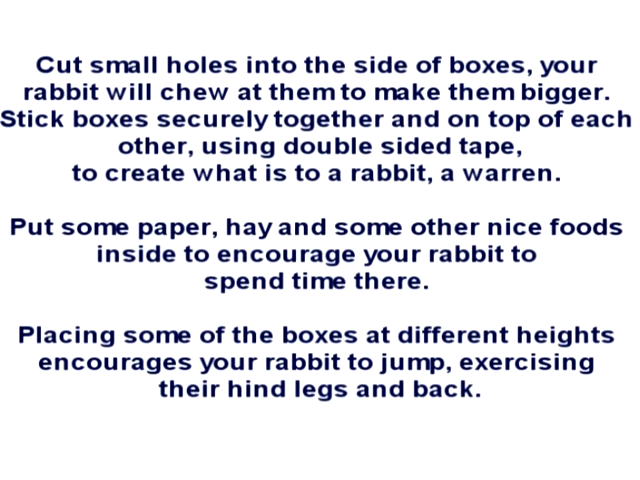 Cut small holes into the side of boxes, your
rabbit will chew at them to make them bigger.
Stick boxes securely together and on top of each
other, using double sided tape,
to create what is to a rabbit, a warren.
Put some paper, hay and some other nice foods
inside to encourage your rabbit to
spend time there.
Placing some of the boxes at different heights
encourages your rabbit to jump, exercising
their hind legs and back.